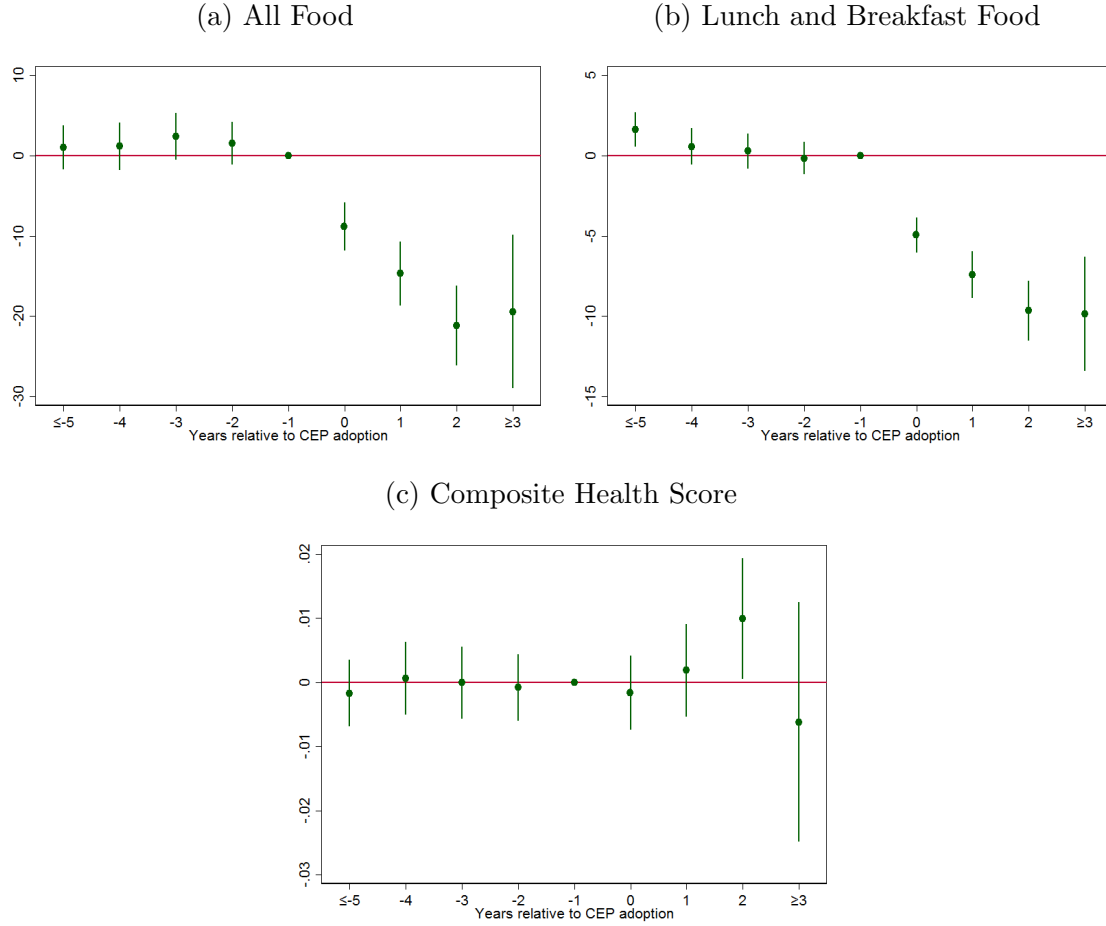 (a) All Food
(b) Lunch and Breakfast Food
10
0
-10
-20
-30
≤-5 -4 -3 -2 -1 0 1 2 ≥3
Years relative to CEP adoption
5
0
-5
-10
-15
≤-5 -4 -3 -2 -1 0 1 2 ≥3
Years relative to CEP adoption
(c) Composite Health Score
.02
.01
0
-.01
-.02
-.03
≤-5 -4 -3 -2 -1 0 1 2 ≥3
Years relative to CEP adoption